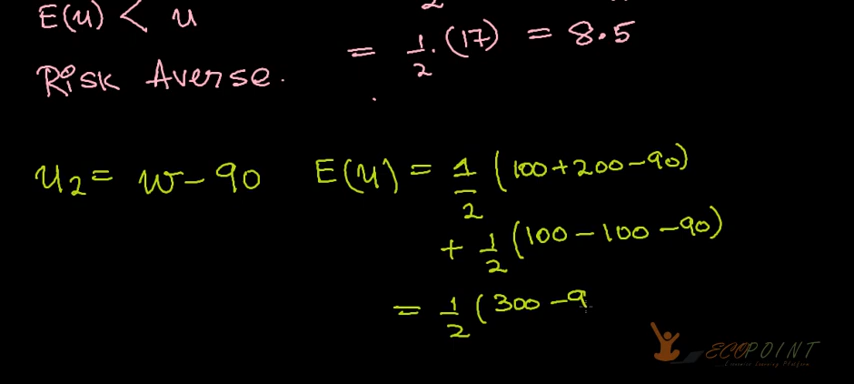 E(u) < u
= 1/2 . (17) = 8.5
Risk Averse.
u2 = w - 90 E(u) = 1/2 (100 + 200 - 90)
+ 1/2 (100 - 100 - 90)
= 1/2 (300 - 9
ECOPOINT